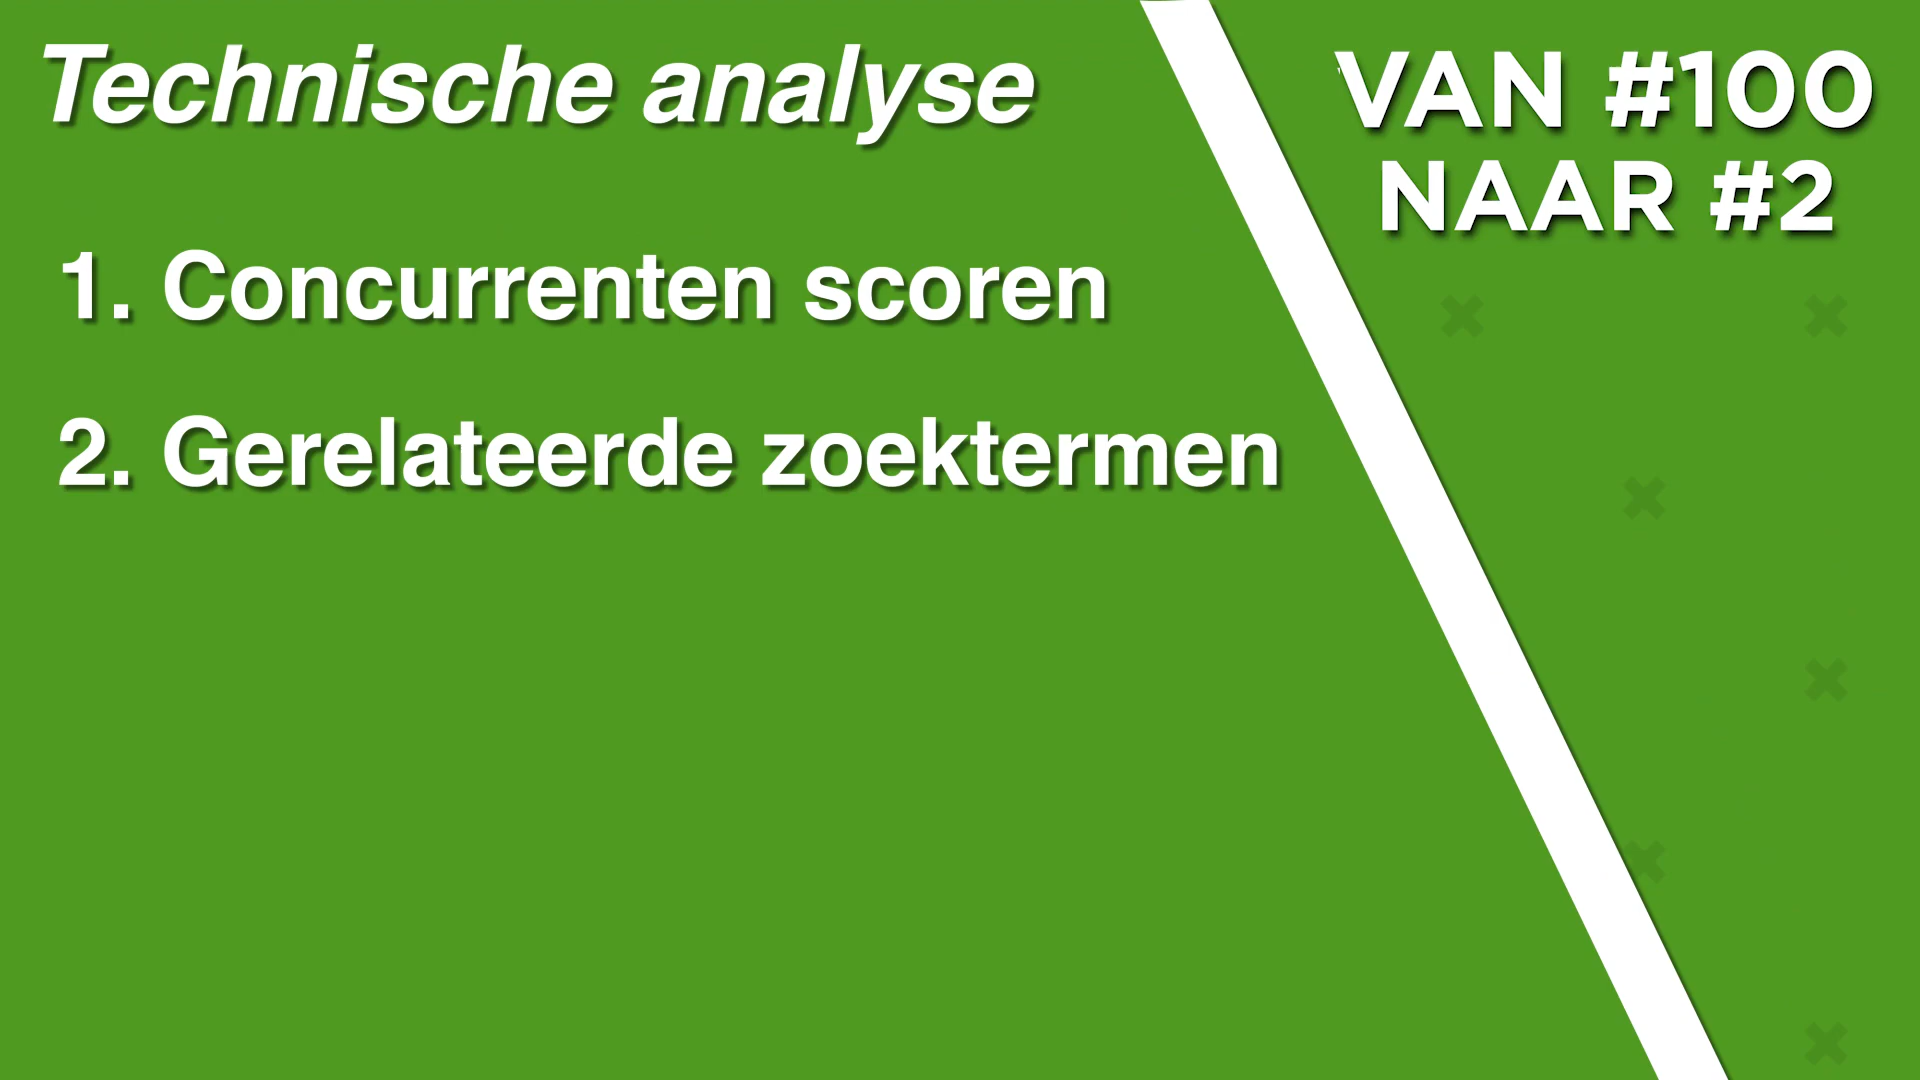 Technische analyse
1. Concurrenten scoren
2. Gerelateerde zoektermen
VAN #100
NAAR #2